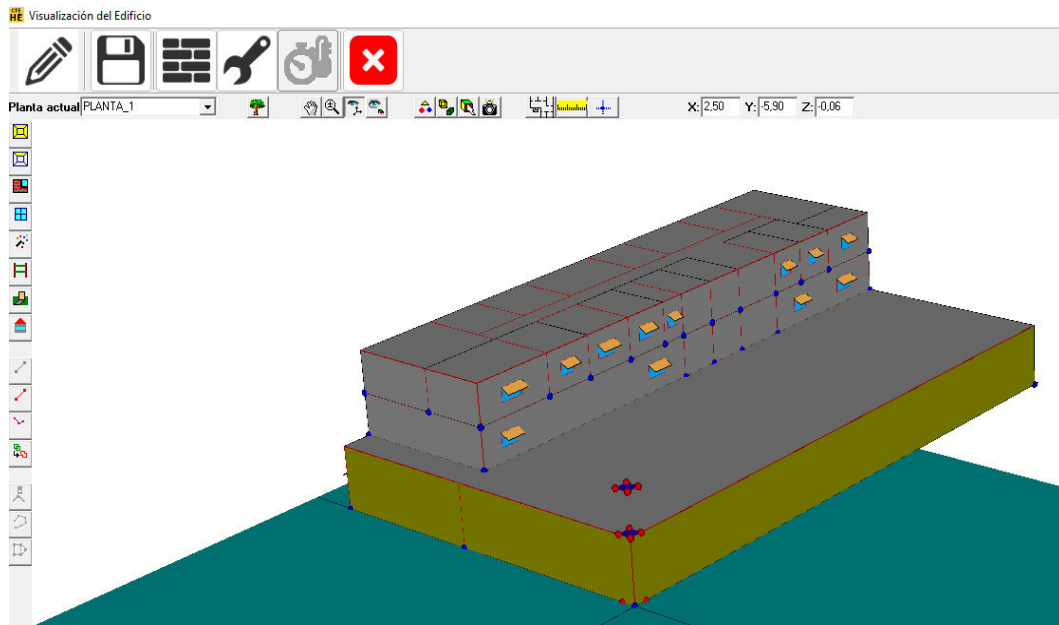 CTE
HE Visualización del Edificio
Planta actual PLANTA_1 X: 2,50 Y: -5,90 Z: -0,06